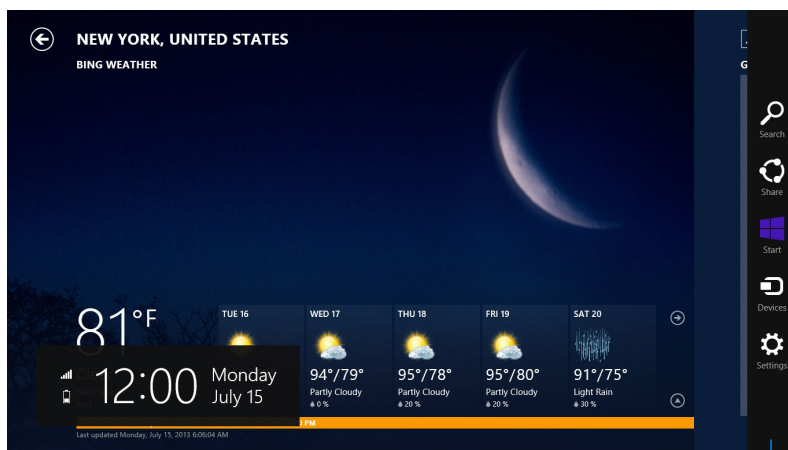 NEW YORK, UNITED STATES
BING WEATHER
G
Search
Share
Start
Devices
Settings
81°F
TUE 16
WED 17
94°/79°
Partly Cloudy
0 %
THU 18
95°/78°
Partly Cloudy
20 %
FRI 19
95°/80°
Partly Cloudy
20 %
SAT 20
91°/75°
Light Rain
30 %
12:00
Monday
July 15
PM
Last updated Monday, July 15, 2013 6:06:04 AM